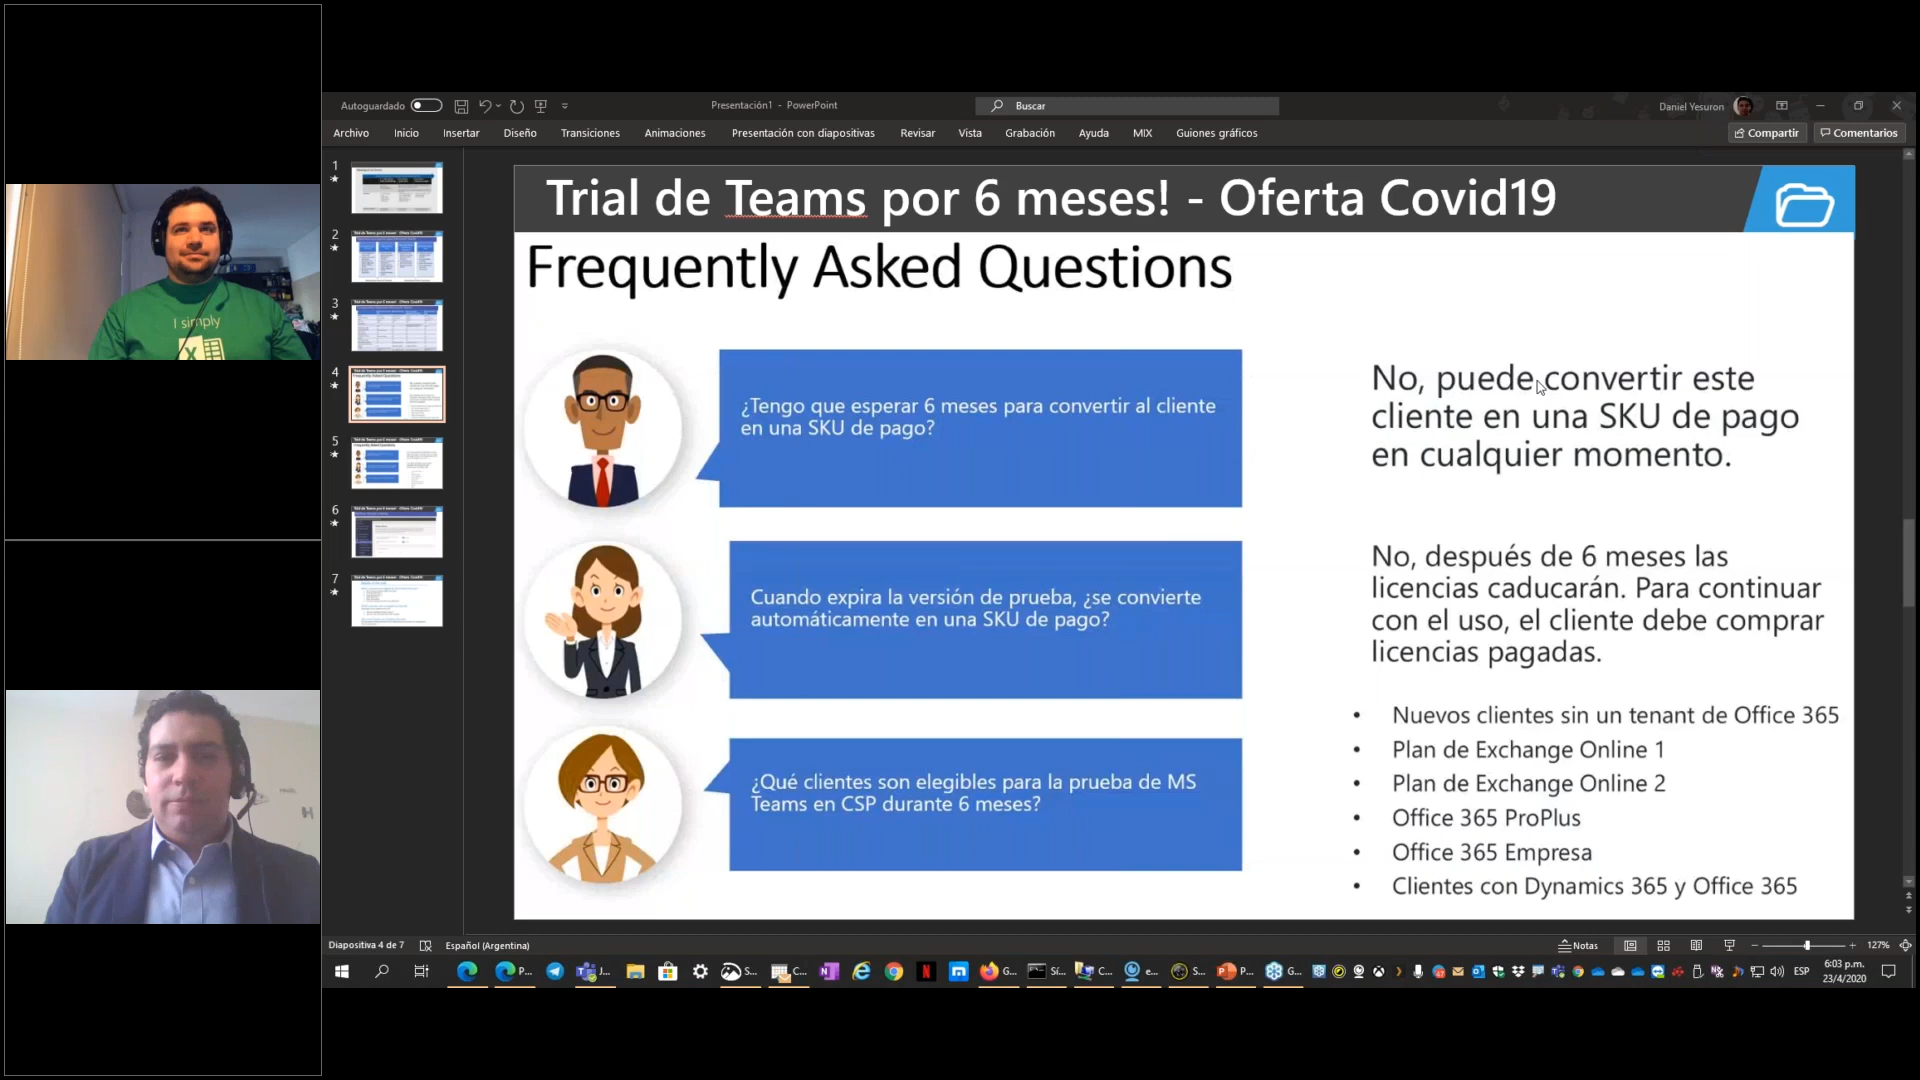 Autoguardado
Presentación1 - PowerPoint
Buscar
Daniel Yesuron
Archivo Inicio Insertar Diseño Transiciones Animaciones Presentación con diapositivas Revisar Vista Grabación Ayuda MIX Guiones gráficos
Compartir Comentarios
1
2
3
4
5
6
7
I simply
Trial de Teams por 6 meses! - Oferta Covid19
Frequently Asked Questions
¿Tengo que esperar 6 meses para convertir al cliente
en una SKU de pago?
No, puede convertir este
cliente en una SKU de pago
en cualquier momento.
Cuando expira la versión de prueba, ¿se convierte
automáticamente en una SKU de pago?
No, después de 6 meses las
licencias caducarán. Para continuar
con el uso, el cliente debe comprar
licencias pagadas.
¿Qué clientes son elegibles para la prueba de MS
Teams en CSP durante 6 meses?
• Nuevos clientes sin un tenant de Office 365
• Plan de Exchange Online 1
• Plan de Exchange Online 2
• Office 365 ProPlus
• Office 365 Empresa
• Clientes con Dynamics 365 y Office 365
Diapositiva 4 de 7
Español (Argentina)
Notas
127%
P...
J...
S...
C...
G...
Sí...
C...
e...
S...
P...
G...
ESP
6:03 p.m.
23/4/2020